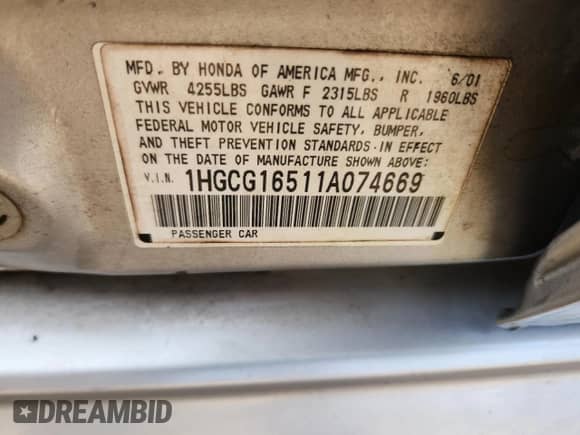 MFD. BY HONDA OF AMERICA MFG., INC. 6/01
GVWR 4255LBS GAWR F 2315LBS R 1960LBS
THIS VEHICLE CONFORMS TO ALL APPLICABLE
FEDERAL MOTOR VEHICLE SAFETY, BUMPER,
AND THEFT PREVENTION STANDARDS IN EFFECT
ON THE DATE OF MANUFACTURE SHOWN ABOVE:
V.I.N. 1HGCG16511A074669
PASSENGER CAR
DREAMBID